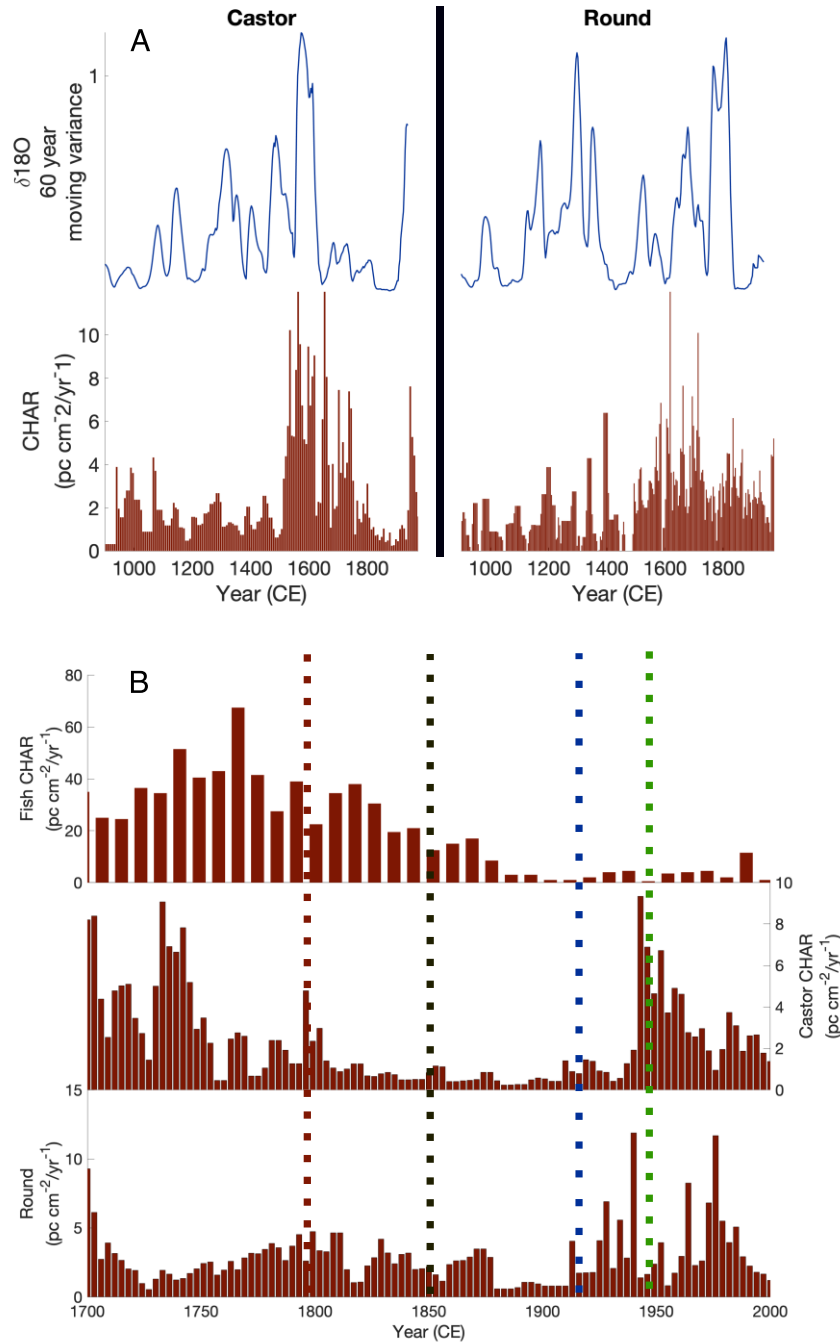 A
Castor
Round
δ18O
60 year
moving variance
1
CHAR
(pc cm⁻2/yr⁻1)
10
8
6
4
2
0
1000 1200 1400 1600 1800
Year (CE)
1000 1200 1400 1600 1800
Year (CE)
B
Fish CHAR
(pc cm⁻²/yr⁻¹)
80
60
40
20
0
Castor CHAR
(pc cm⁻²/yr⁻¹)
10
8
6
4
2
0
Round
(pc cm⁻²/yr⁻¹)
15
10
5
0
1700 1750 1800 1850 1900 1950 2000
Year (CE)